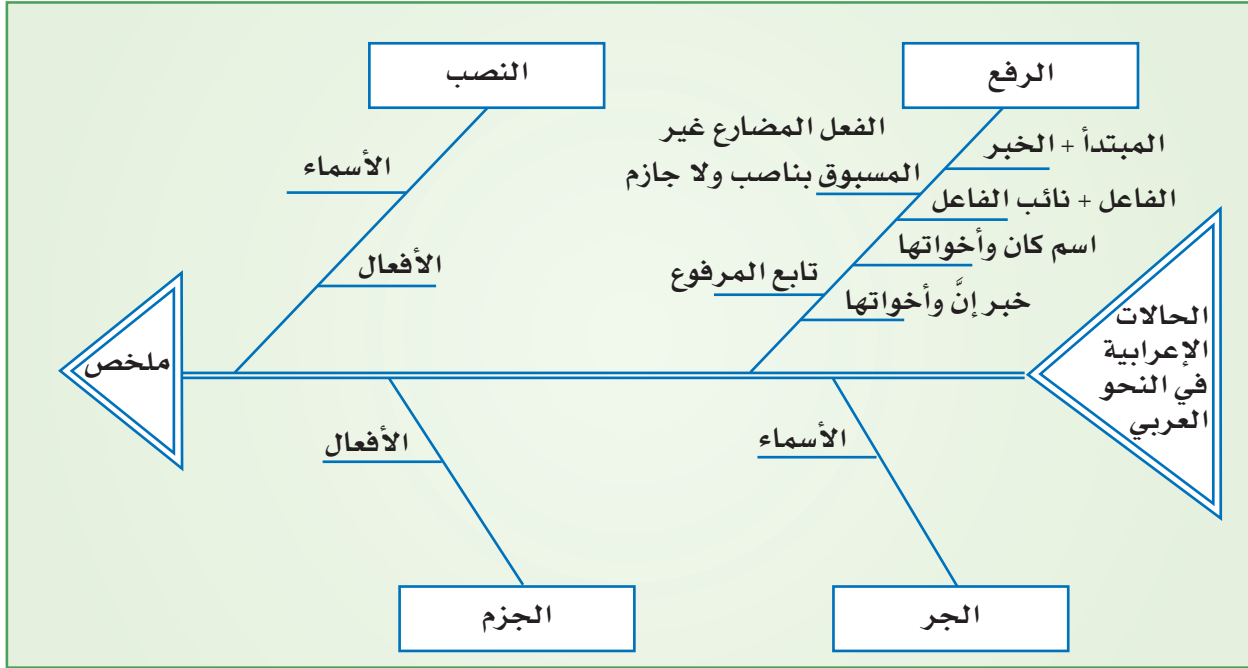 الرفع
النصب
المبتدأ + الخبر
الفعل المضارع غير
المسبوق بناصب ولا جازم
الفاعل + نائب الفاعل
اسم كان وأخواتها
تابع المرفوع
خبر إنَّ وأخواتها
الأسماء
الأفعال
الحالات
الإعرابية
في النحو
العربي
ملخص
الأسماء
الأفعال
الجر
الجزم